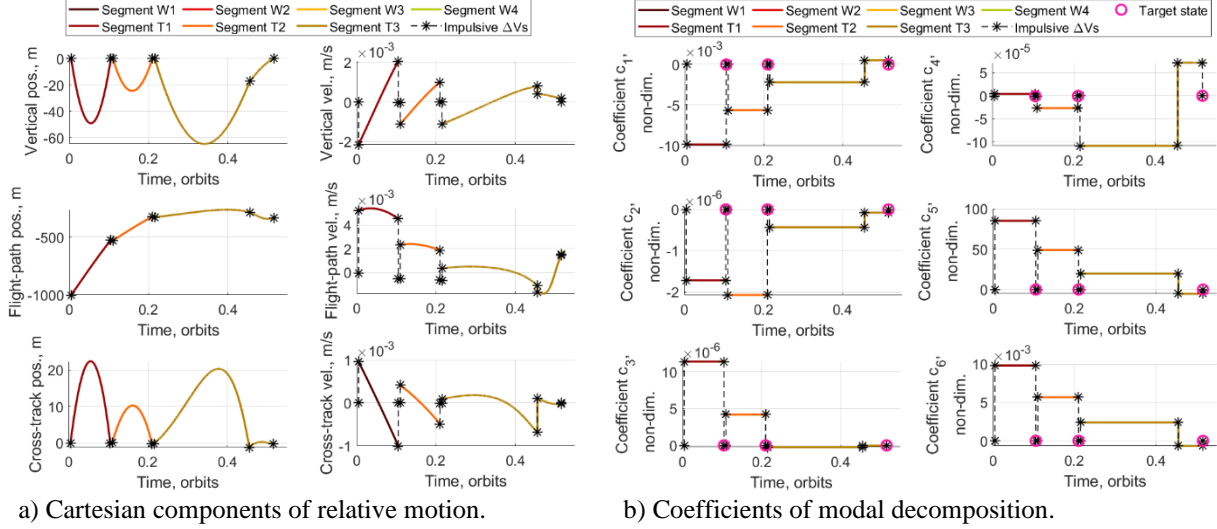 Segment W1 Segment W2 Segment W3 Segment W4
Segment T1 Segment T2 Segment T3 Impulsive ΔVs
Vertical pos., m
0
-20
-40
-60
0 0.2 0.4
Time, orbits
Vertical vel., m/s
×10⁻³
2
0
-2
0 0.2 0.4
Time, orbits
Flight-path pos., m
-500
-1000
0 0.2 0.4
Time, orbits
Flight-path vel., m/s
×10⁻³
6
4
2
0
0 0.2 0.4
Time, orbits
Cross-track pos., m
20
10
0
0 0.2 0.4
Time, orbits
Cross-track vel., m/s
×10⁻³
1
0
-1
0 0.2 0.4
Time, orbits
a) Cartesian components of relative motion.
Segment W1 Segment W2 Segment W3 Segment W4 Target state
Segment T1 Segment T2 Segment T3 Impulsive ΔVs
Coefficient c₁,
non-dim.
×10⁻³
0
-5
-10
0 0.2 0.4
Time, orbits
Coefficient c₄,
non-dim.
×10⁻⁵
5
0
-5
-10
0 0.2 0.4
Time, orbits
Coefficient c₂,
non-dim.
×10⁻⁶
0
-1
-2
0 0.2 0.4
Time, orbits
Coefficient c₅,
non-dim.
100
50
0
0 0.2 0.4
Time, orbits
Coefficient c₃,
non-dim.
×10⁻⁶
10
5
0
0 0.2 0.4
Time, orbits
Coefficient c₆,
non-dim.
×10⁻³
10
5
0
0 0.2 0.4
Time, orbits
b) Coefficients of modal decomposition.